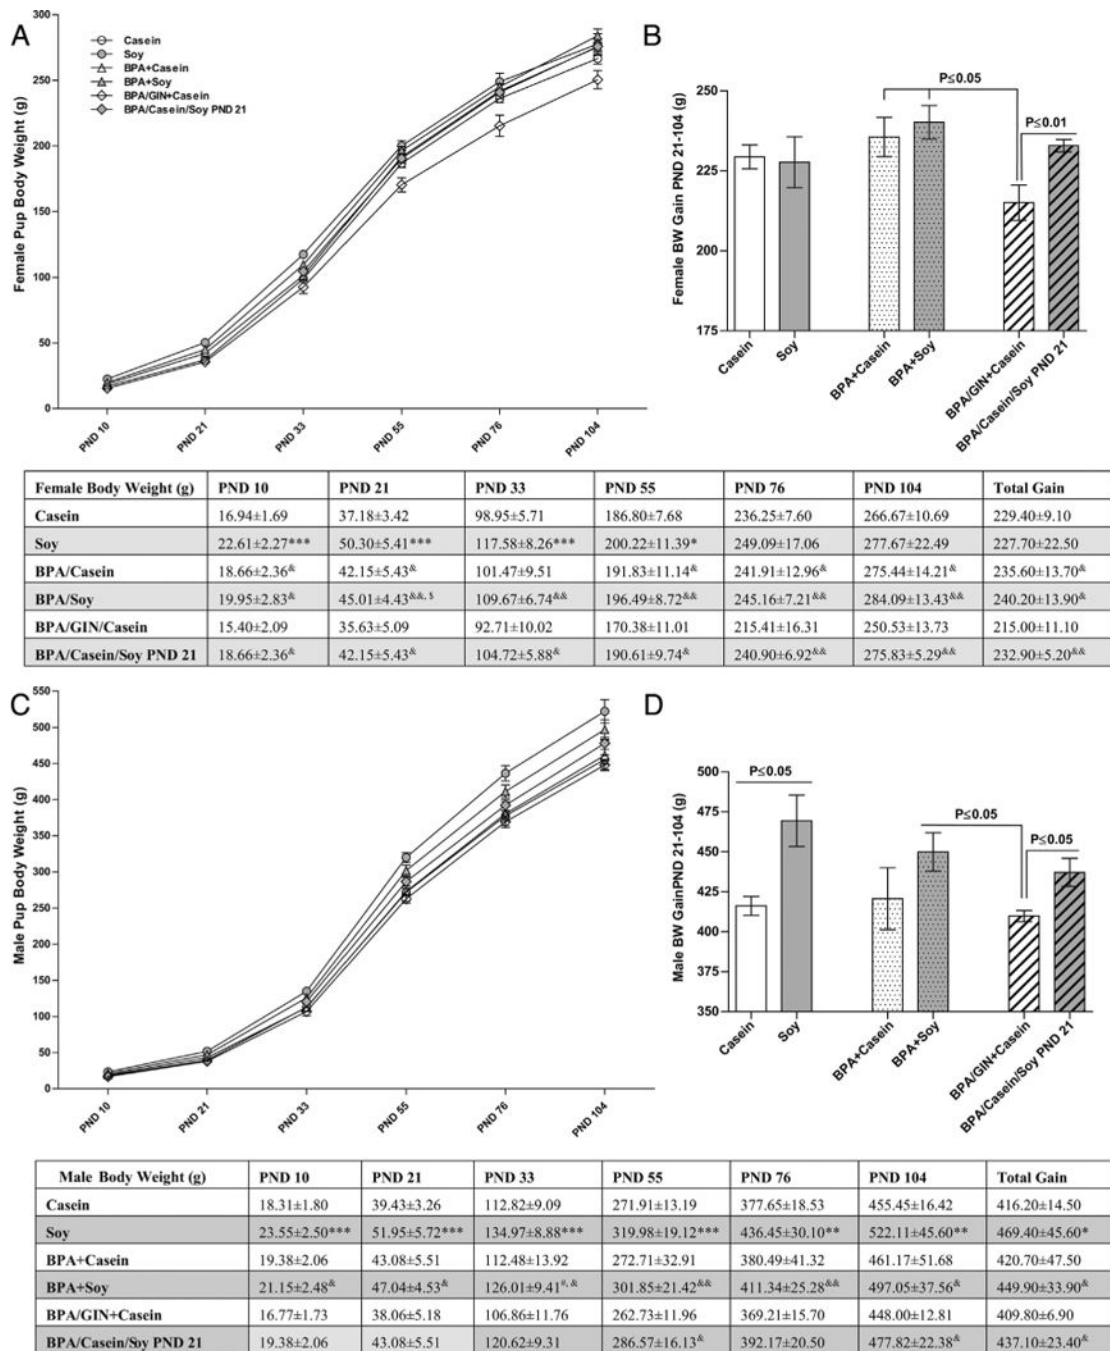 A
300
250
200
150
100
50
0
Female Pup Body Weight (g)
Casein
Soy
BPA+Casein
BPA+Soy
BPA/GIN+Casein
BPA/Casein/Soy PND 21
PND 10
PND 21
PND 33
PND 55
PND 76
PND 104
B
P≤0.05
P≤0.01
250
225
200
175
Female BW Gain PND 21-104 (g)
Casein
Soy
BPA+Casein
BPA+Soy
BPA/GIN+Casein
BPA/Casein/Soy PND 21
Female Body Weight (g) PND 10 PND 21 PND 33 PND 55 PND 76 PND 104 Total Gain
Casein 16.94±1.69 37.18±3.42 98.95±5.71 186.80±7.68 236.25±7.60 266.67±10.69 229.40±9.10
Soy 22.61±2.27*** 50.30±5.41*** 117.58±8.26*** 200.22±11.39* 249.09±17.06 277.67±22.49 227.70±22.50
BPA/Casein 18.66±2.36& 42.15±5.43& 101.47±9.51 191.83±11.14& 241.91±12.96& 275.44±14.21& 235.60±13.70&
BPA/Soy 19.95±2.83& 45.01±4.43&&, $ 109.67±6.74&& 196.49±8.72&& 245.16±7.21&& 284.09±13.43&& 240.20±13.90&
BPA/GIN/Casein 15.40±2.09 35.63±5.09 92.71±10.02 170.38±11.01 215.41±16.31 250.53±13.73 215.00±11.10
BPA/Casein/Soy PND 21 18.66±2.36& 42.15±5.43& 104.72±5.88& 190.61±9.74& 240.90±6.92&& 275.83±5.29&& 232.90±5.20&&
C
550
500
450
400
350
300
250
200
150
100
50
0
Male Pup Body Weight (g)
PND 10
PND 21
PND 33
PND 55
PND 76
PND 104
D
P≤0.05
P≤0.05
P≤0.05
500
475
450
425
400
375
350
Male BW GainPND 21-104 (g)
Casein
Soy
BPA+Casein
BPA+Soy
BPA/GIN+Casein
BPA/Casein/Soy PND 21
Male Body Weight (g) PND 10 PND 21 PND 33 PND 55 PND 76 PND 104 Total Gain
Casein 18.31±1.80 39.43±3.26 112.82±9.09 271.91±13.19 377.65±18.53 455.45±16.42 416.20±14.50
Soy 23.55±2.50*** 51.95±5.72*** 134.97±8.88*** 319.98±19.12*** 436.45±30.10** 522.11±45.60** 469.40±45.60*
BPA+Casein 19.38±2.06 43.08±5.51 112.48±13.92 272.71±32.91 380.49±41.32 461.17±51.68 420.70±47.50
BPA+Soy 21.15±2.48& 47.04±4.53& 126.01±9.41#, & 301.85±21.42&& 411.34±25.28&& 497.05±37.56& 449.90±33.90&
BPA/GIN+Casein 16.77±1.73 38.06±5.18 106.86±11.76 262.73±11.96 369.21±15.70 448.00±12.81 409.80±6.90
BPA/Casein/Soy PND 21 19.38±2.06 43.08±5.51 120.62±9.31 286.57±16.13& 392.17±20.50 477.82±22.38& 437.10±23.40&